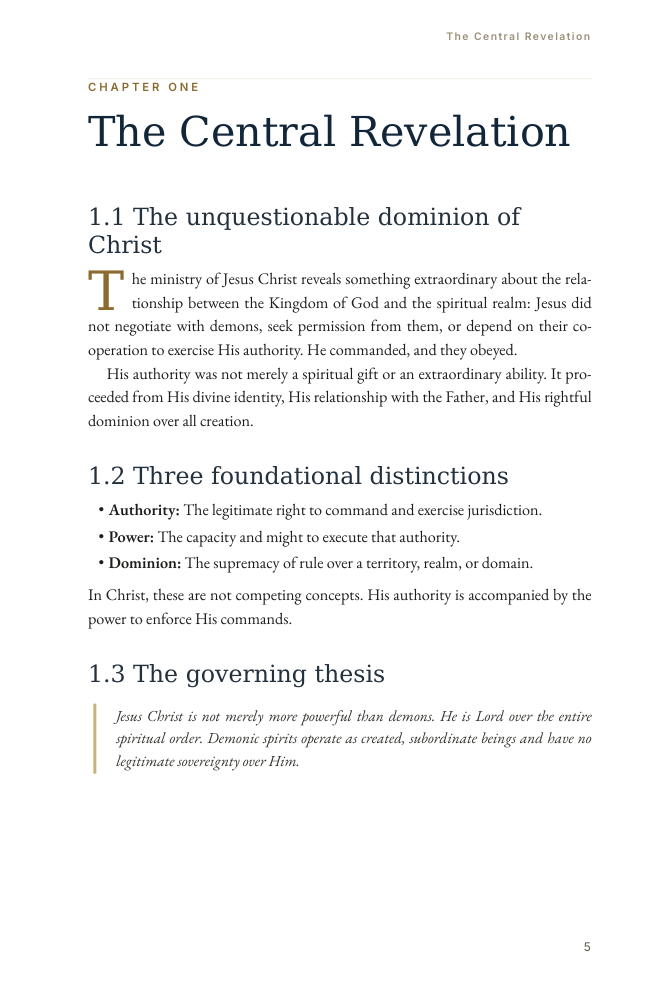 The Central Revelation
CHAPTER ONE
The Central Revelation
1.1 The unquestionable dominion of
Christ
The ministry of Jesus Christ reveals something extraordinary about the rela-
tionship between the Kingdom of God and the spiritual realm: Jesus did
not negotiate with demons, seek permission from them, or depend on their co-
operation to exercise His authority. He commanded, and they obeyed.
His authority was not merely a spiritual gift or an extraordinary ability. It pro-
ceeded from His divine identity, His relationship with the Father, and His rightful
dominion over all creation.
1.2 Three foundational distinctions
• Authority: The legitimate right to command and exercise jurisdiction.
• Power: The capacity and might to execute that authority.
• Dominion: The supremacy of rule over a territory, realm, or domain.
In Christ, these are not competing concepts. His authority is accompanied by the
power to enforce His commands.
1.3 The governing thesis
Jesus Christ is not merely more powerful than demons. He is Lord over the entire
spiritual order. Demonic spirits operate as created, subordinate beings and have no
legitimate sovereignty over Him.
5